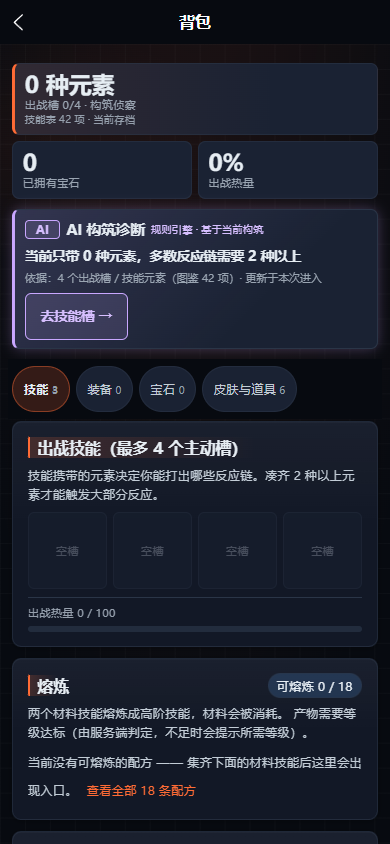 背包
0 种元素
出战槽 0/4 · 构筑侦察
技能表 42 项 · 当前存档
0
已拥有宝石
0%
出战热量
AI AI 构筑诊断 规则引擎 · 基于当前构筑
当前只带 0 种元素，多数反应链需要 2 种以上
依据：4 个出战槽 / 技能元素（图鉴 42 项）· 更新于本次进入
去技能槽 →
技能 3 装备 0 宝石 0 皮肤与道具 6
出战技能（最多 4 个主动槽）
技能携带的元素决定你能打出哪些反应链。凑齐 2 种以上元
素才能触发大部分反应。
空槽 空槽 空槽 空槽
出战热量 0 / 100
熔炼 可熔炼 0 / 18
两个材料技能熔炼成高阶技能，材料会被消耗。 产物需要等
级达标（由服务端判定，不足时会提示所需等级）。
当前没有可熔炼的配方 —— 集齐下面的材料技能后这里会出
现入口。 查看全部 18 条配方